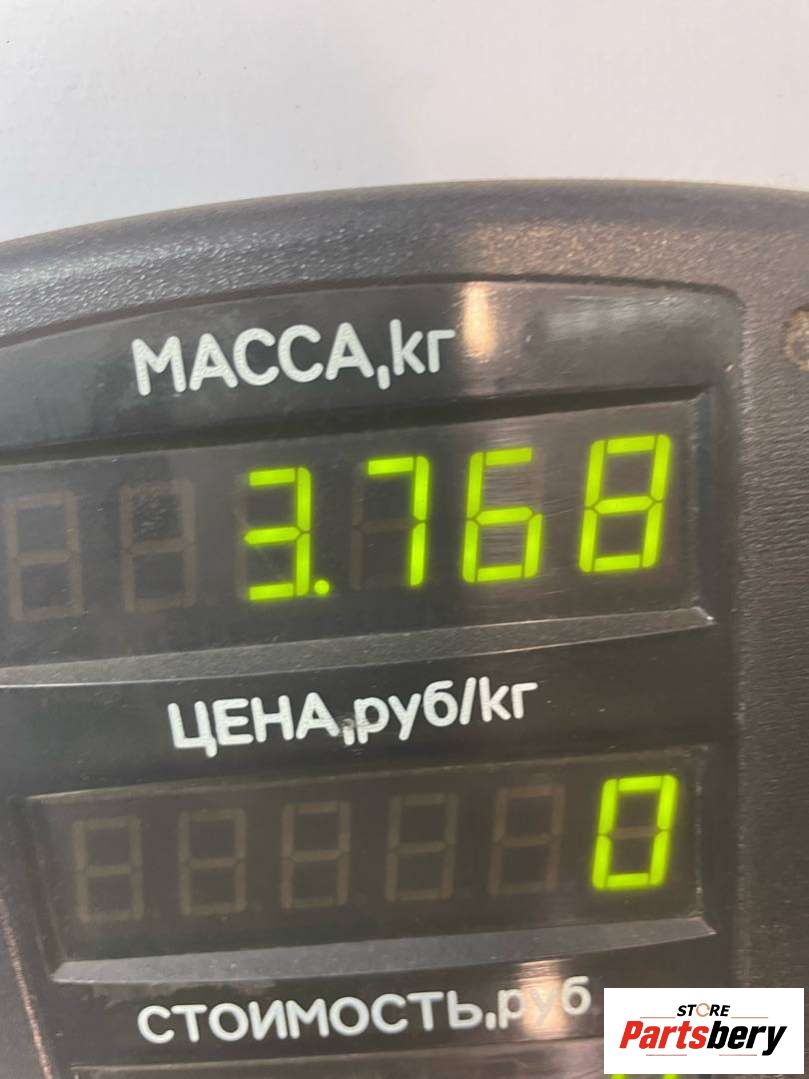 МАССА,кг
3.768
ЦЕНА,руб/кг
0
СТОИМОСТЬ,руб
STORE
Partsbery